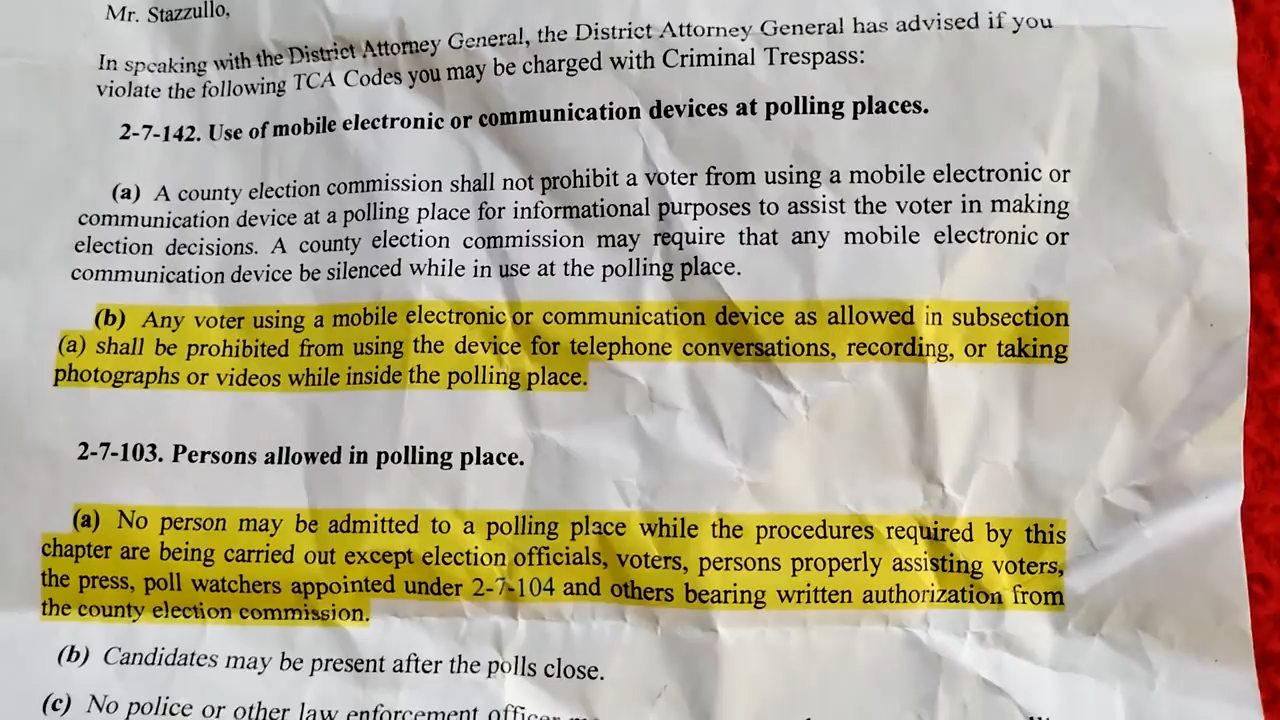 Mr. Stazzullo,
In speaking with the District Attorney General, the District Attorney General has advised if you
violate the following TCA Codes you may be charged with Criminal Trespass:
2-7-142. Use of mobile electronic or communication devices at polling places.
(a) A county election commission shall not prohibit a voter from using a mobile electronic or
communication device at a polling place for informational purposes to assist the voter in making
election decisions. A county election commission may require that any mobile electronic or
communication device be silenced while in use at the polling place.
(b) Any voter using a mobile electronic or communication device as allowed in subsection
(a) shall be prohibited from using the device for telephone conversations, recording, or taking
photographs or videos while inside the polling place.
2-7-103. Persons allowed in polling place.
(a) No person may be admitted to a polling place while the procedures required by this
chapter are being carried out except election officials, voters, persons properly assisting voters,
the press, poll watchers appointed under 2-7-104 and others bearing written authorization from
the county election commission.
(b) Candidates may be present after the polls close.
(c) No police or other law enforcement officer